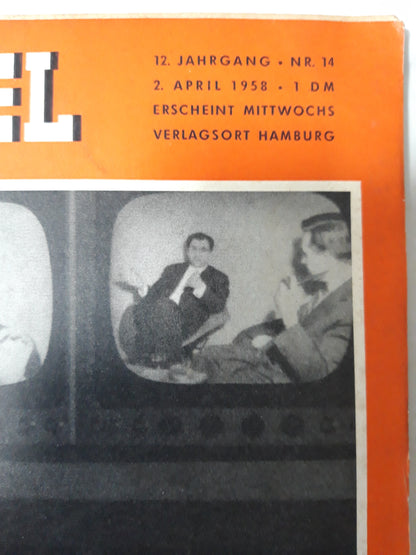 EL
12. JAHRGANG • NR. 14
2. APRIL 1958 • 1 DM
ERSCHEINT MITTWOCHS
VERLAGSORT HAMBURG